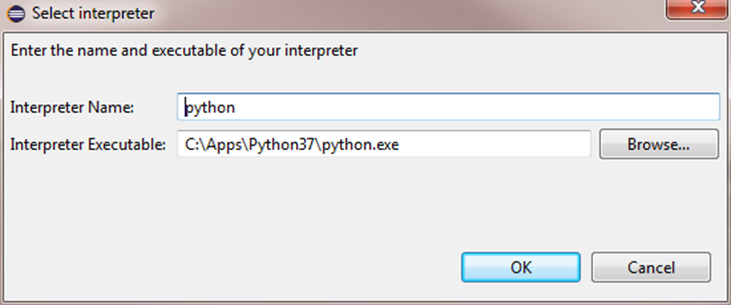 Select interpreter
Enter the name and executable of your interpreter
Interpreter Name: python
Interpreter Executable: C:\Apps\Python37\python.exe Browse...
OK Cancel